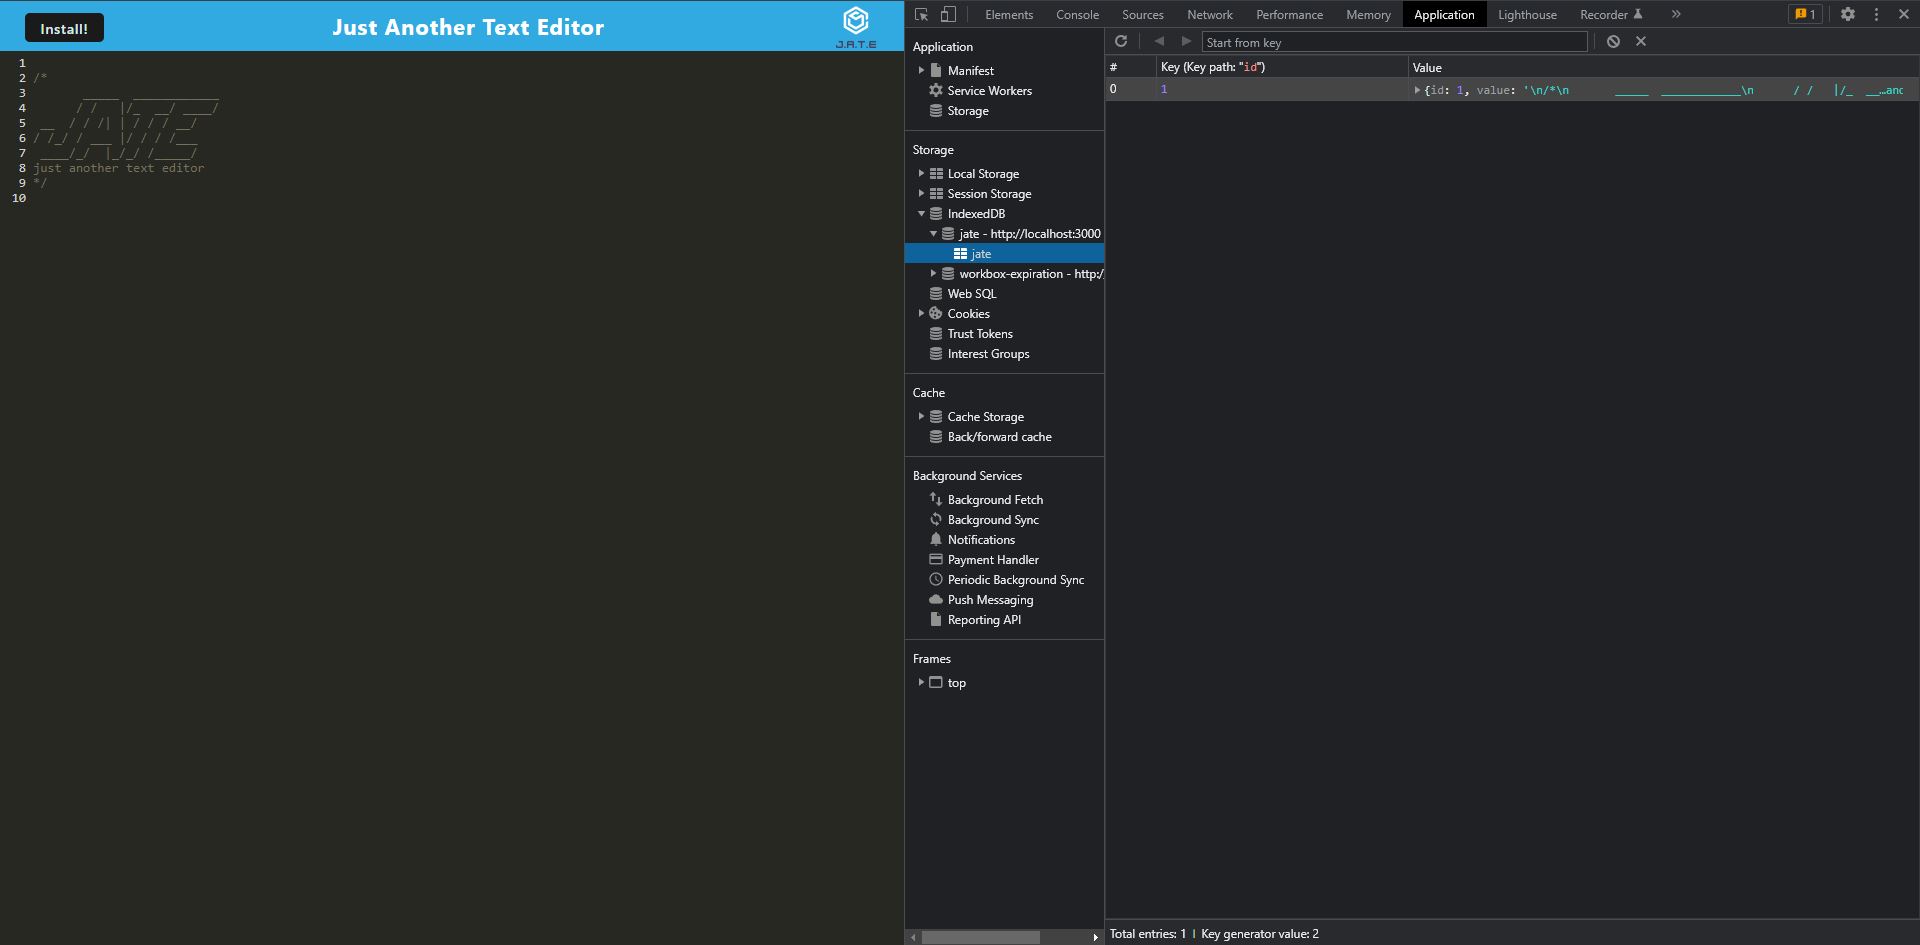 Install!
Just Another Text Editor
J.A.T.E
1
2 /*
3         _____  ____________
4        / /   |/_  __/ ____/
5   __  / / /| | / / / __/
6  / /_/ / ___ |/ / / /___
7   ____/_/  |_/_/ /_____/
8 just another text editor
9 */
10
Elements Console Sources Network Performance Memory Application Lighthouse Recorder » 1
Application
Manifest
Service Workers
Storage
Storage
Local Storage
Session Storage
IndexedDB
jate - http://localhost:3000
jate
workbox-expiration - http:/
Web SQL
Cookies
Trust Tokens
Interest Groups
Cache
Cache Storage
Back/forward cache
Background Services
Background Fetch
Background Sync
Notifications
Payment Handler
Periodic Background Sync
Push Messaging
Reporting API
Frames
top
Start from key
# Key (Key path: "id") Value
0 1 {id: 1, value: '\n/*\n       _____  ____________\n      / /   |/_  __…and
Total entries: 1 | Key generator value: 2